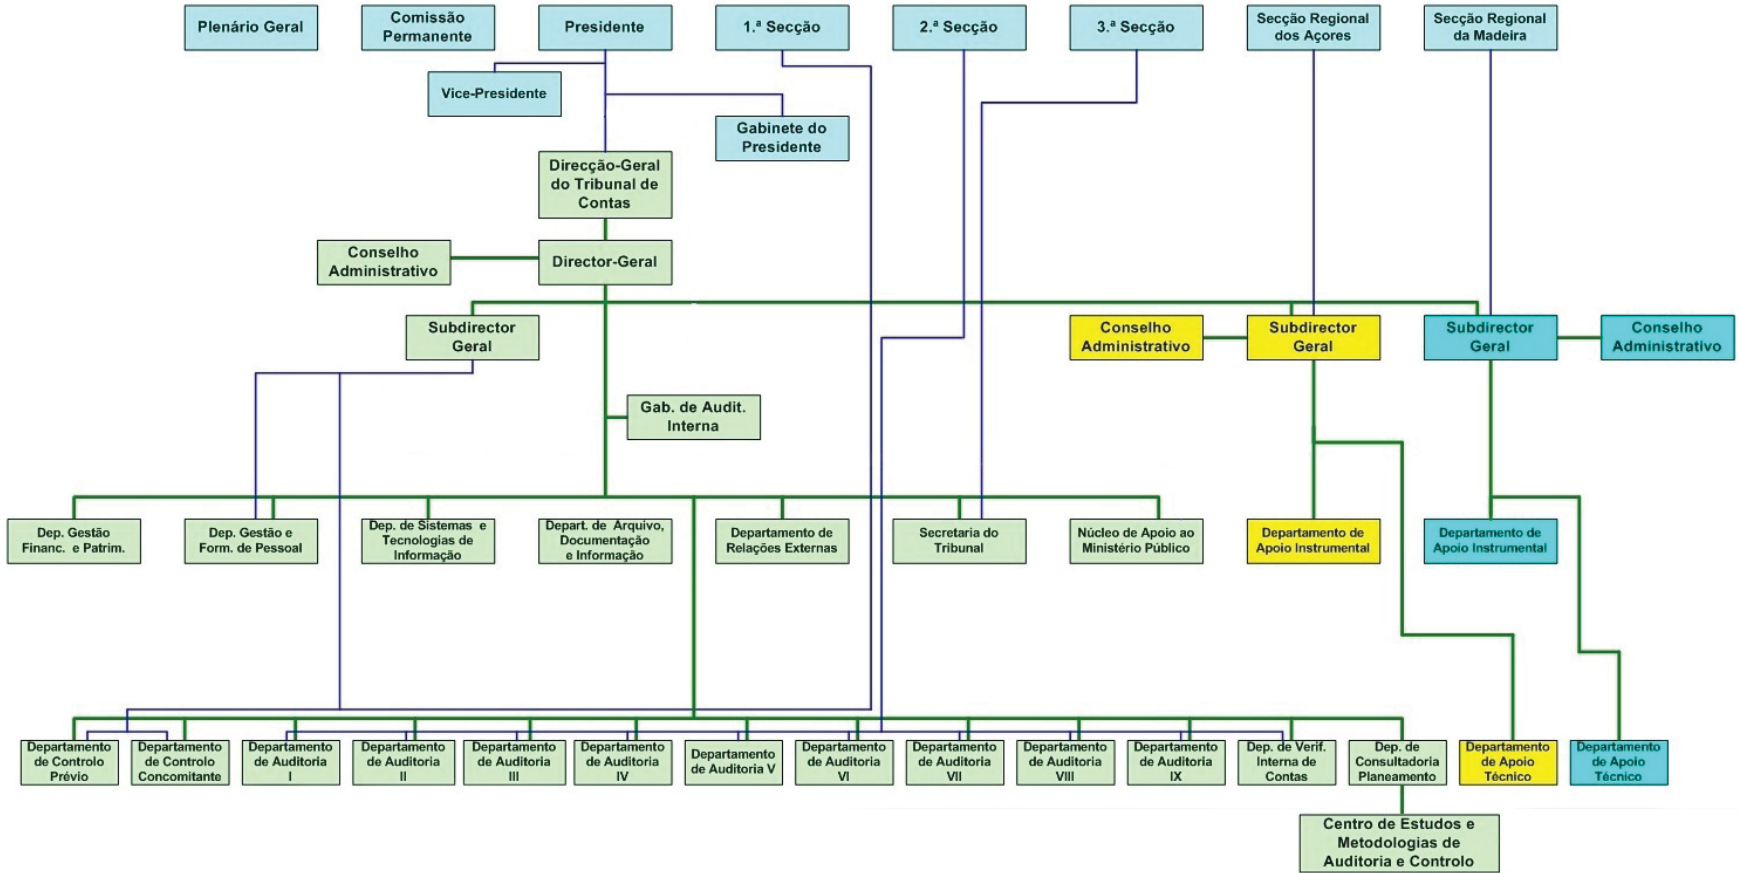 Plenário Geral
Comissão
Permanente
Presidente
1.ª Secção
2.ª Secção
3.ª Secção
Secção Regional
dos Açores
Secção Regional
da Madeira
Vice-Presidente
Gabinete do
Presidente
Direcção-Geral
do Tribunal de
Contas
Conselho
Administrativo
Director-Geral
Subdirector
Geral
Conselho
Administrativo
Subdirector
Geral
Subdirector
Geral
Conselho
Administrativo
Gab. de Audit.
Interna
Dep. Gestão
Financ. e Patrim.
Dep. Gestão e
Form. de Pessoal
Dep. de Sistemas e
Tecnologias de
Informação
Depart. de Arquivo,
Documentação
e Informação
Departamento de
Relações Externas
Secretaria do
Tribunal
Núcleo de Apoio ao
Ministério Público
Departamento de
Apoio Instrumental
Departamento de
Apoio Instrumental
Departamento
de Controlo
Prévio
Departamento
de Controlo
Concomitante
Departamento
de Auditoria
I
Departamento
de Auditoria
II
Departamento
de Auditoria
III
Departamento
de Auditoria
IV
Departamento
de Auditoria V
Departamento
de Auditoria
VI
Departamento
de Auditoria
VII
Departamento
de Auditoria
VIII
Departamento
de Auditoria
IX
Dep. de Verif.
Interna de
Contas
Dep. de
Consultadoria
Planeamento
Departamento
de Apoio
Técnico
Departamento
de Apoio
Técnico
Centro de Estudos e
Metodologias de
Auditoria e Controlo